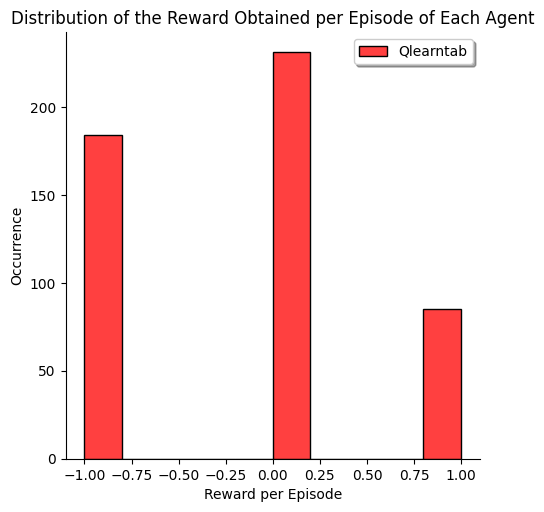 Distribution of the Reward Obtained per Episode of Each Agent
Qlearntab
200
150
100
50
0
Occurrence
−1.00 −0.75 −0.50 −0.25 0.00 0.25 0.50 0.75 1.00
Reward per Episode